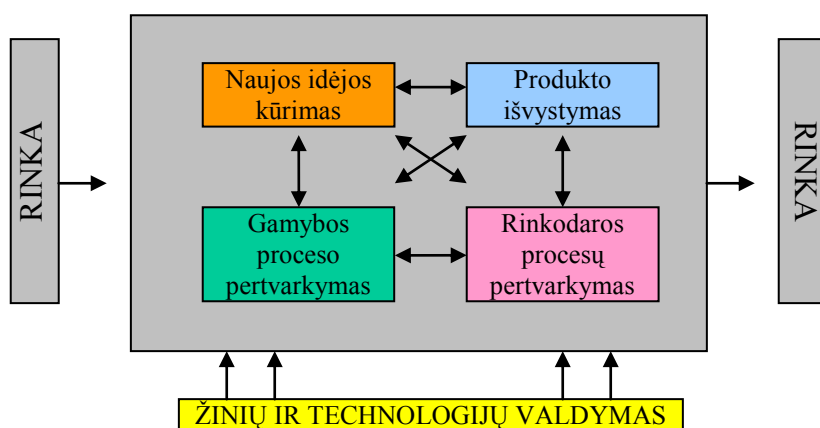 RINKA
Naujos idėjos
kūrimas
Produkto
išvystymas
Gamybos
proceso
pertvarkymas
Rinkodaros
procesų
pertvarkymas
RINKA
ŽINIŲ IR TECHNOLOGIJŲ VALDYMAS